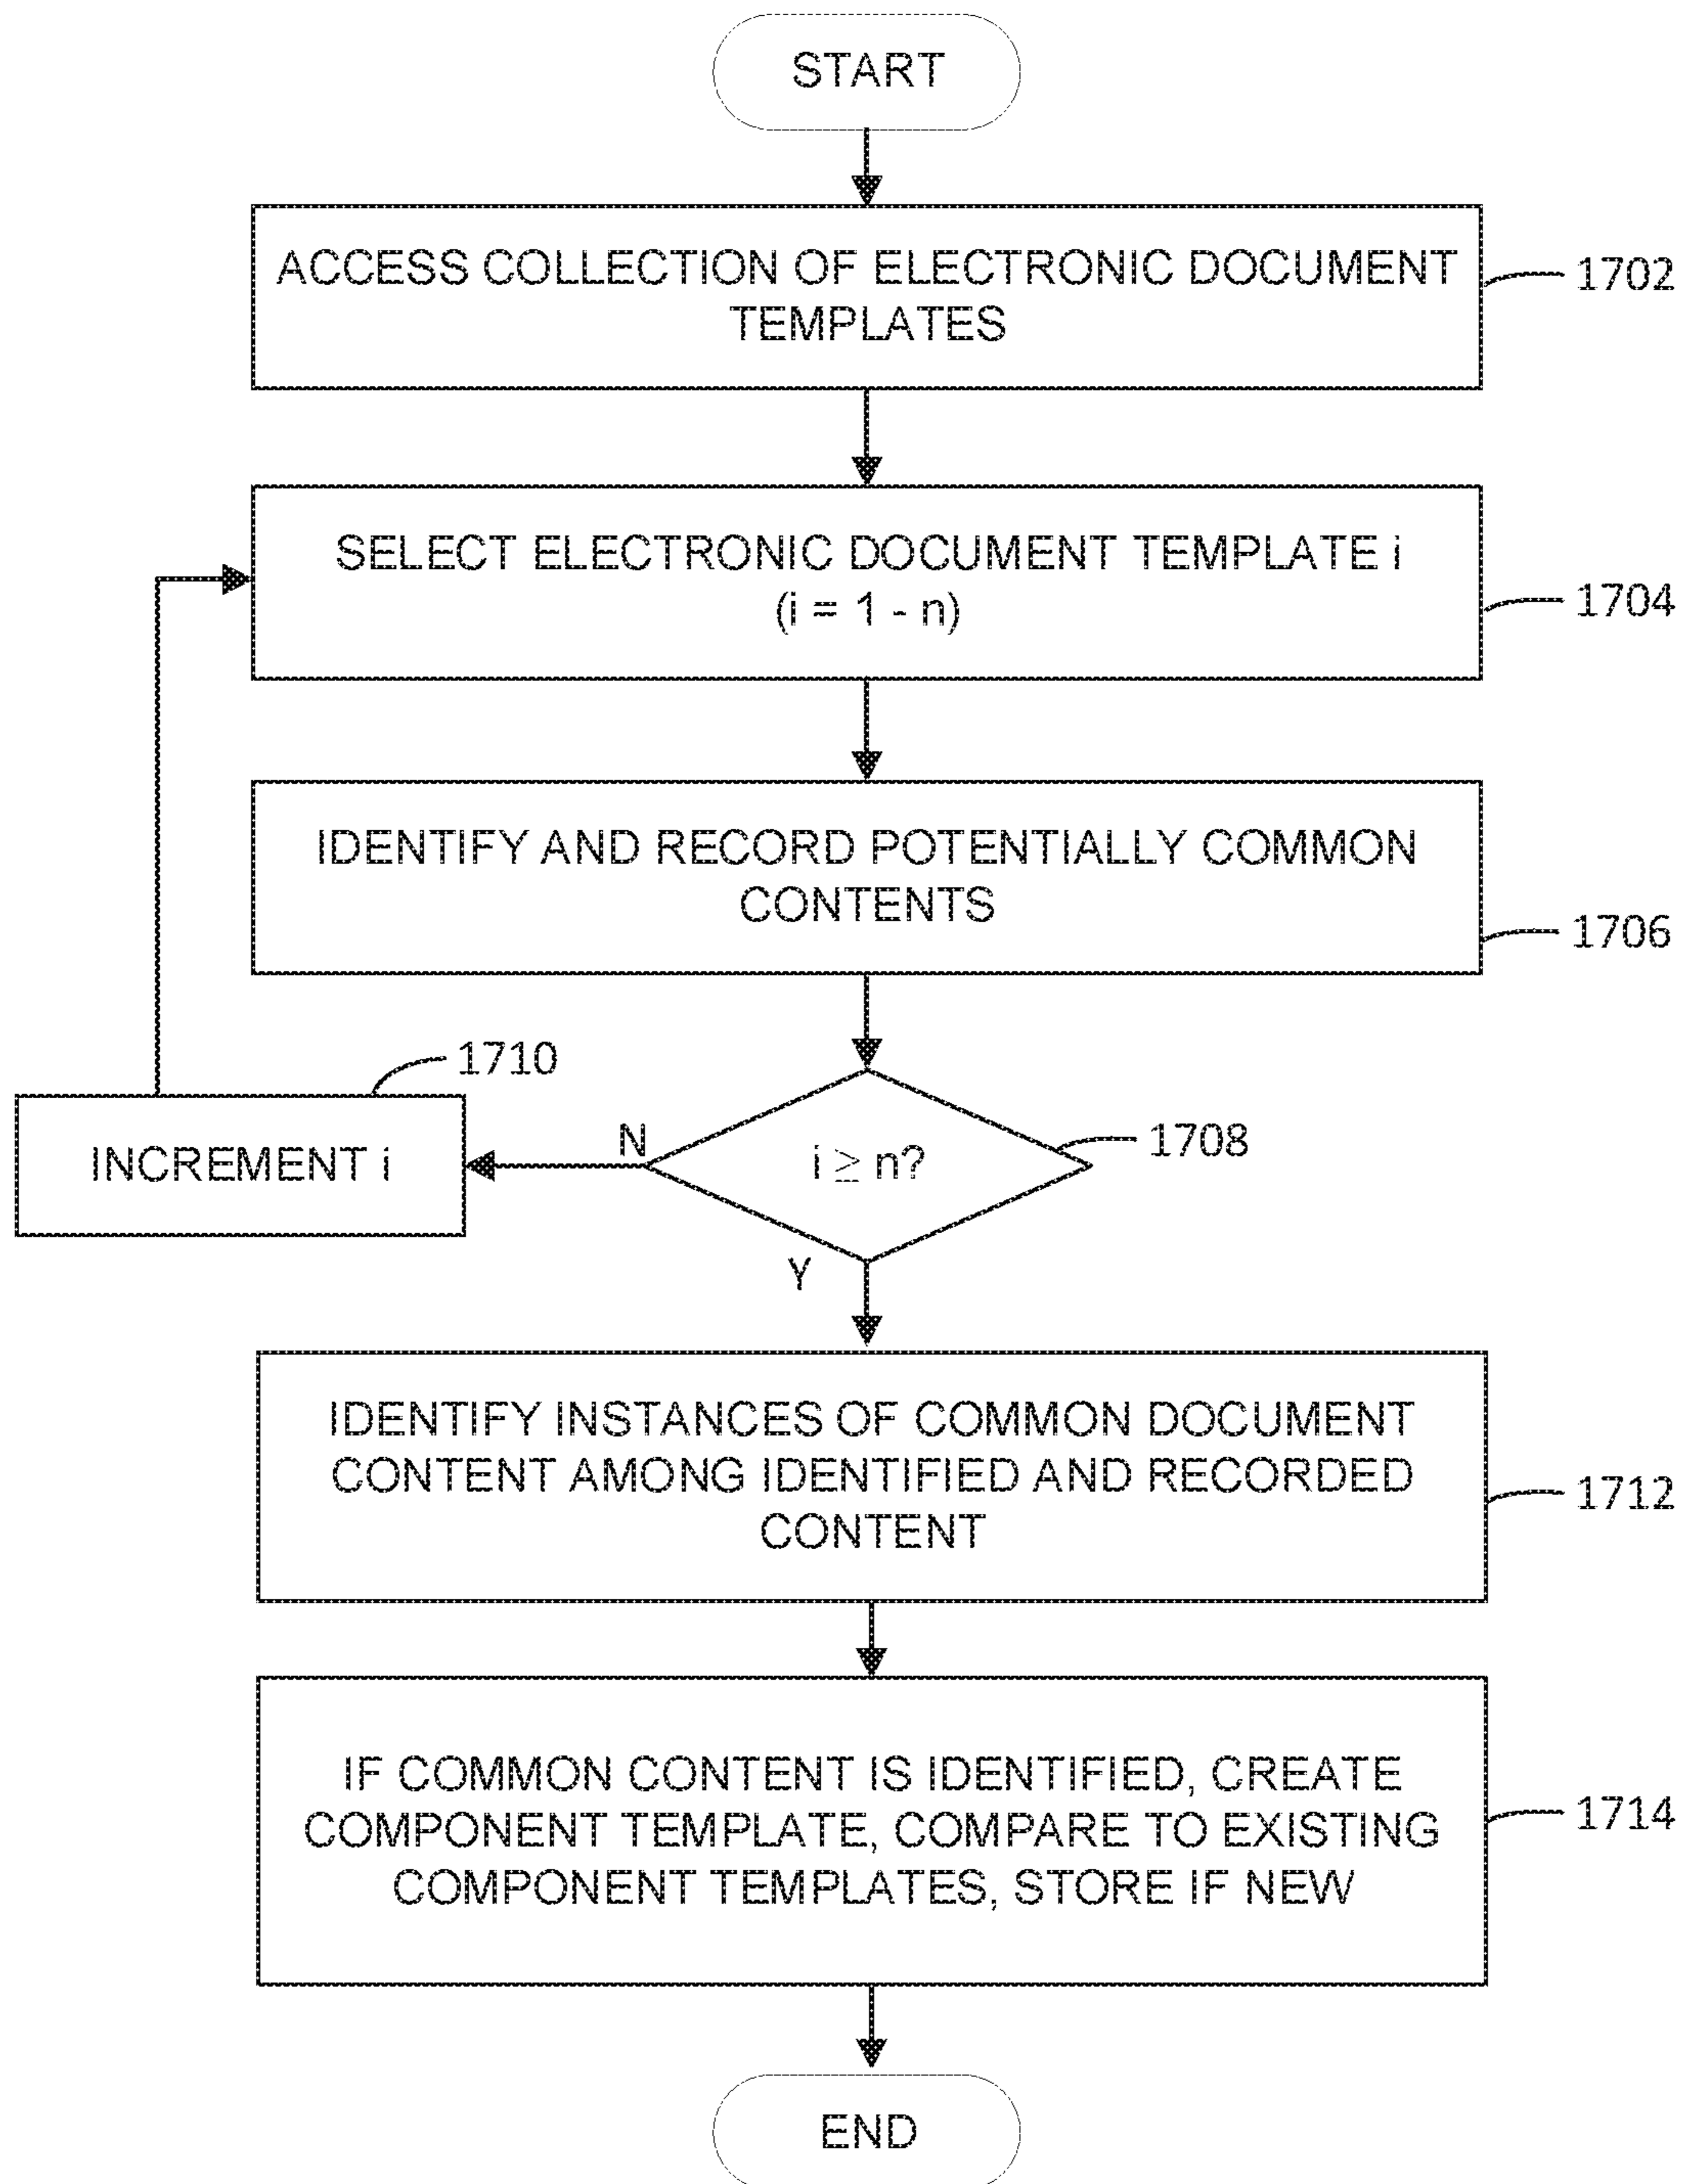 START
ACCESS COLLECTION OF ELECTRONIC DOCUMENT
TEMPLATES
1702
SELECT ELECTRONIC DOCUMENT TEMPLATE i
(i = 1 - n)
1704
IDENTIFY AND RECORD POTENTIALLY COMMON
CONTENTS
1706
1710
INCREMENT i
N
i ≥ n?
1708
Y
IDENTIFY INSTANCES OF COMMON DOCUMENT
CONTENT AMONG IDENTIFIED AND RECORDED
CONTENT
1712
IF COMMON CONTENT IS IDENTIFIED, CREATE
COMPONENT TEMPLATE, COMPARE TO EXISTING
COMPONENT TEMPLATES, STORE IF NEW
1714
END